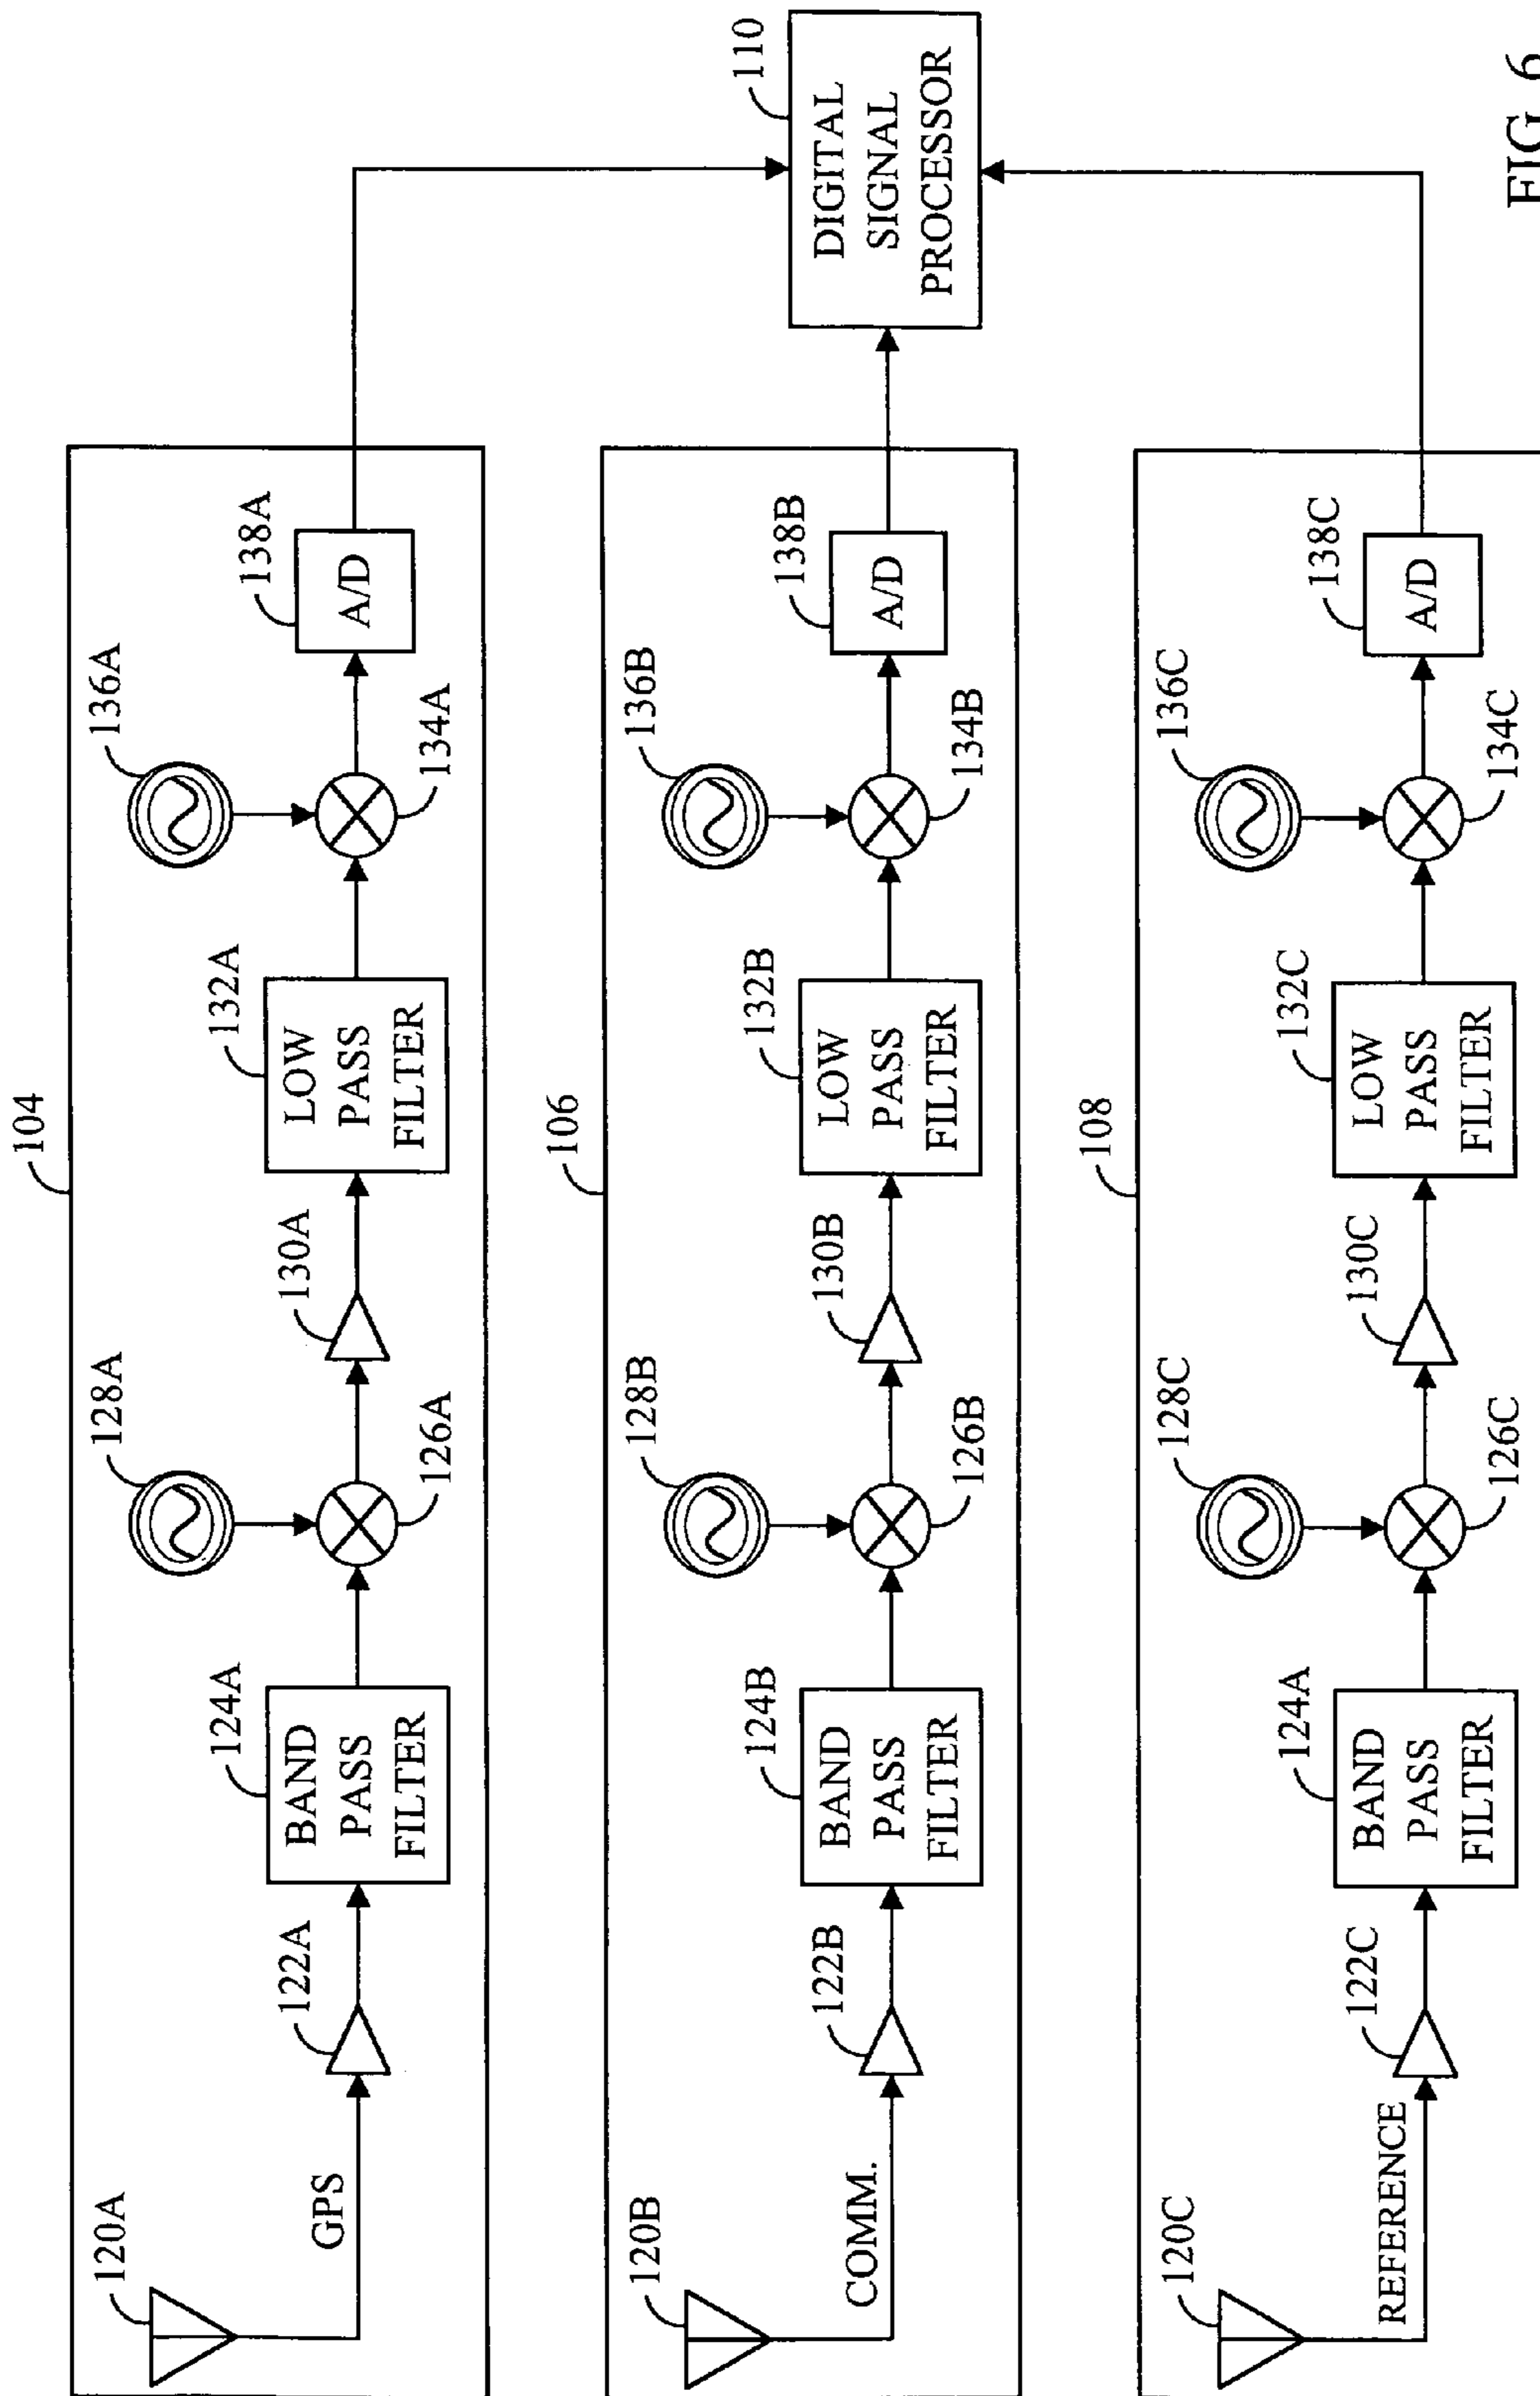 104
120A
GPS
122A
124A
BAND
PASS
FILTER
128A
126A
130A
132A
LOW
PASS
FILTER
136A
134A
138A
A/D
106
120B
COMM.
122B
124B
BAND
PASS
FILTER
128B
126B
130B
132B
LOW
PASS
FILTER
136B
134B
138B
A/D
110
DIGITAL
SIGNAL
PROCESSOR
108
120C
REFERENCE
122C
124A
BAND
PASS
FILTER
128C
126C
130C
132C
LOW
PASS
FILTER
136C
134C
138C
A/D
FIG. 6